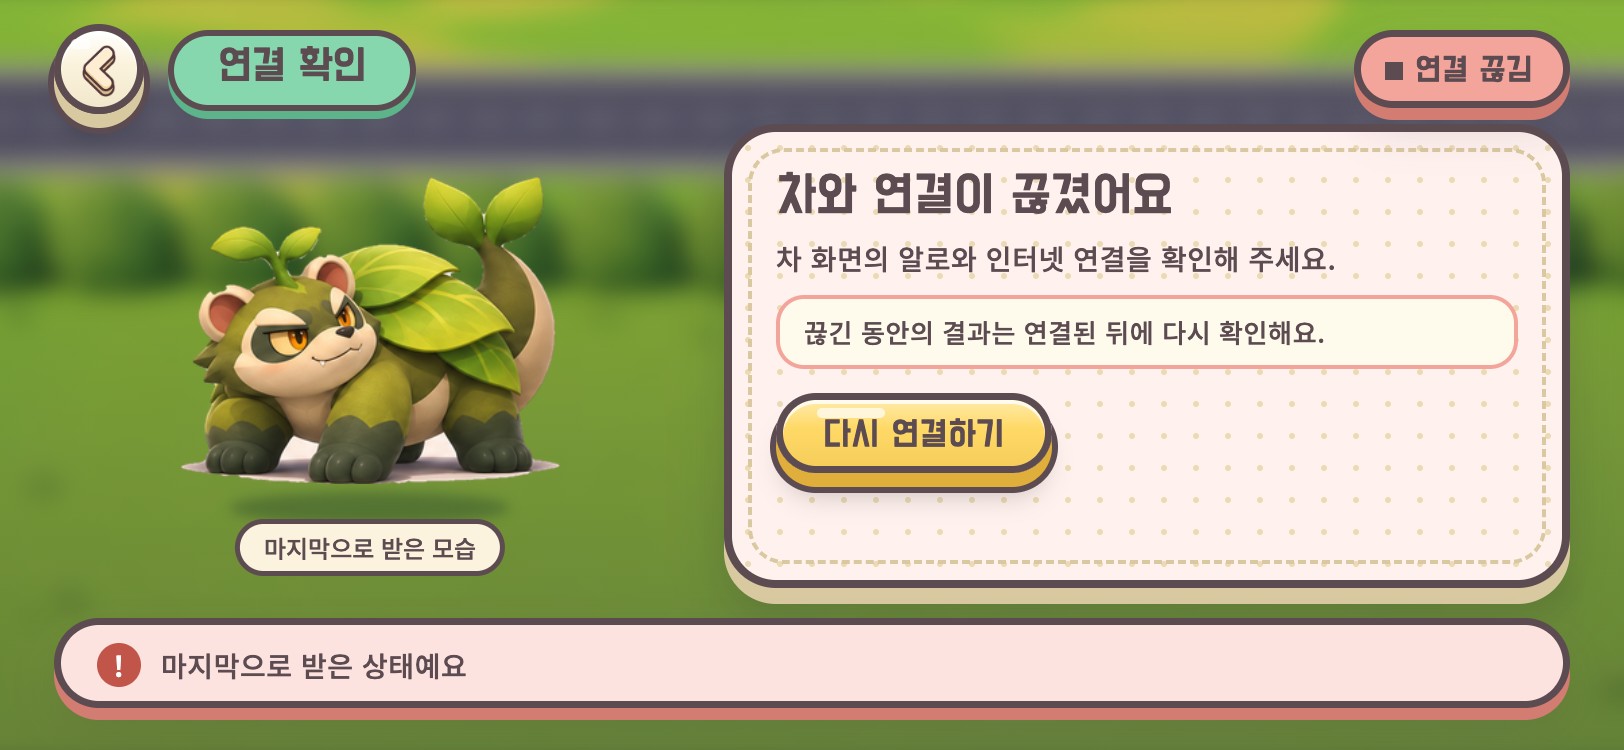 연결 확인
■ 연결 끊김
차와 연결이 끊겼어요
차 화면의 알로와 인터넷 연결을 확인해 주세요.
끊긴 동안의 결과는 연결된 뒤에 다시 확인해요.
다시 연결하기
마지막으로 받은 모습
! 마지막으로 받은 상태예요